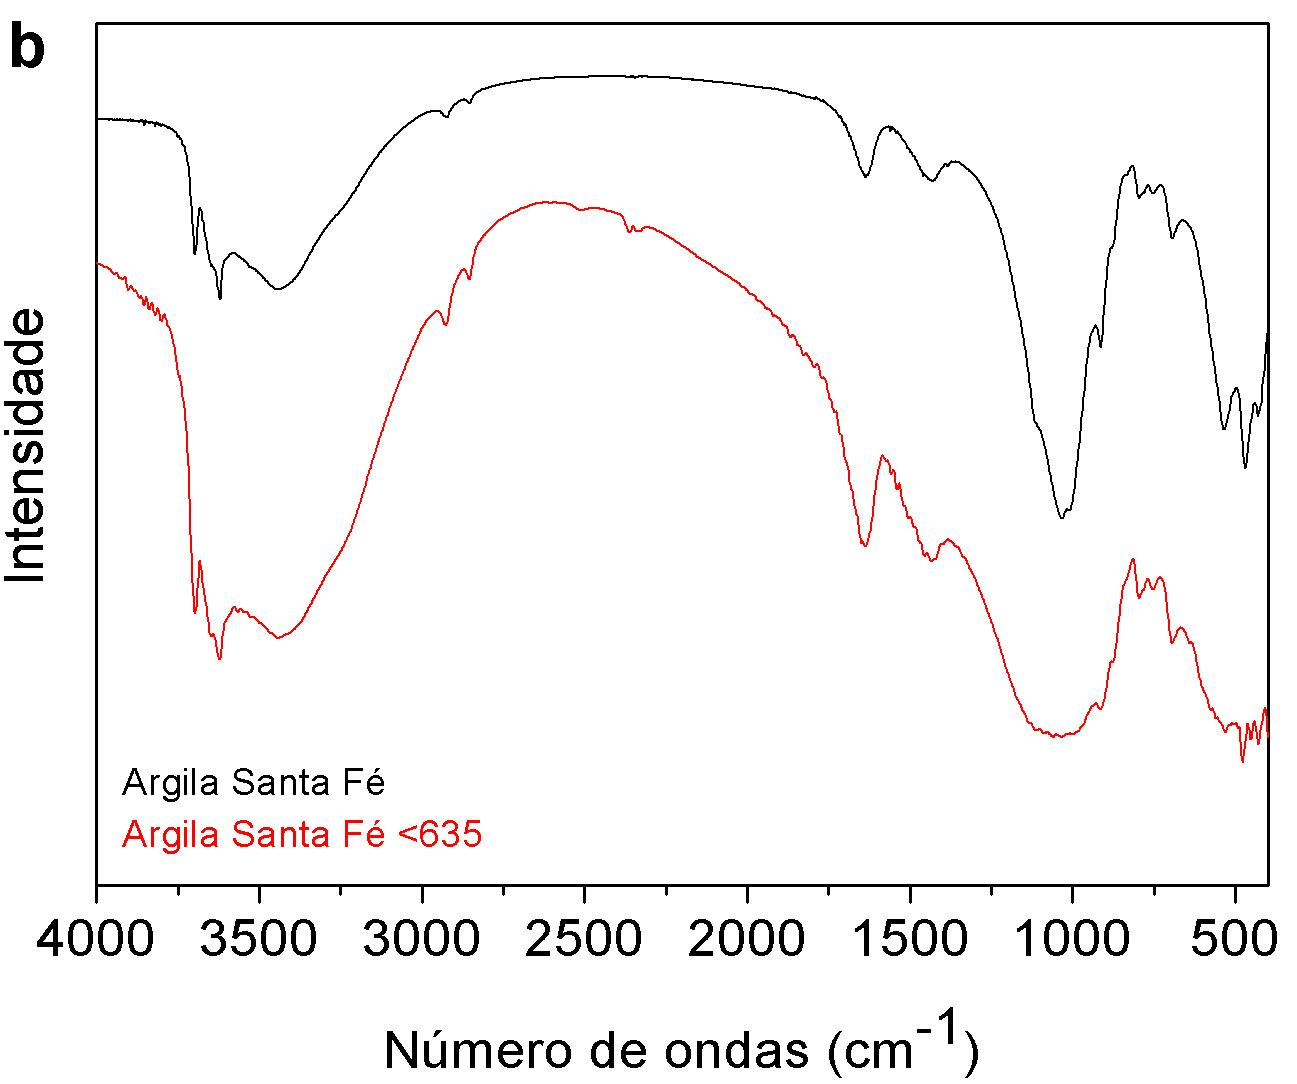 b
Intensidade
Argila Santa Fé
Argila Santa Fé <635
4000 3500 3000 2500 2000 1500 1000 500
Número de ondas (cm-1)